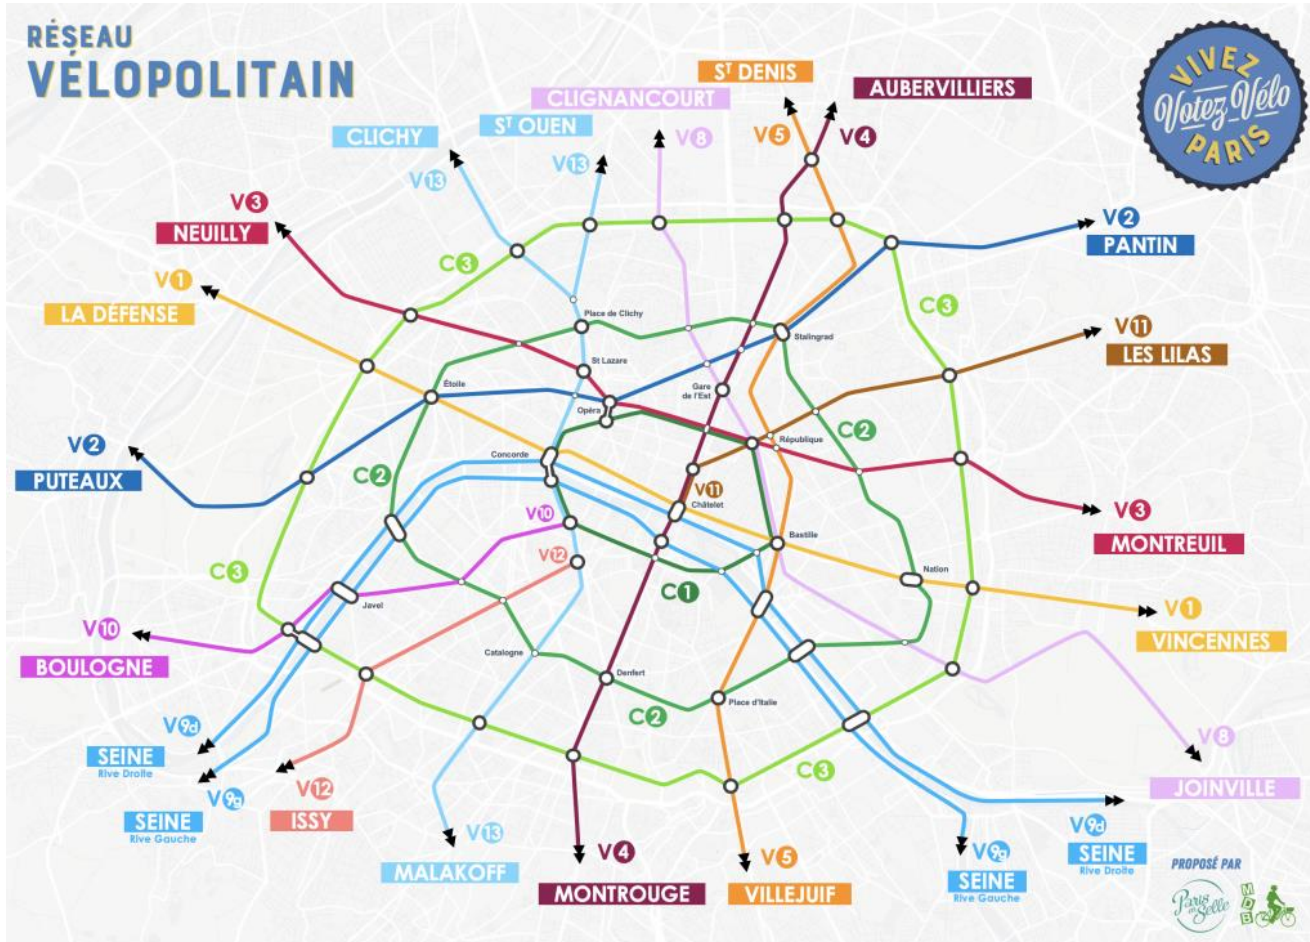 RÉSEAU
VÉLOPOLITAIN
VIVEZ
Votez Vélo
PARIS
ST DENIS
AUBERVILLIERS
CLIGNANCOURT
ST OUEN
CLICHY
V5
V4
V8
V13
V13
V3
NEUILLY
V2
PANTIN
C3
V1
LA DÉFENSE
C3
Place de Clichy
Stalingrad
V11
LES LILAS
St Lazare
Étoile
Gare
de l'Est
Opéra
République
C2
V2
PUTEAUX
Concorde
C2
V11
Châtelet
V10
V3
MONTREUIL
Bastille
V12
Nation
C3
C1
Javel
V1
VINCENNES
V10
BOULOGNE
Catalogne
Denfert
C2
Place d'Italie
V9d
SEINE
Rive Droite
V8
JOINVILLE
C3
V9g
SEINE
Rive Gauche
V12
ISSY
V13
MALAKOFF
V4
MONTROUGE
V5
VILLEJUIF
V9g
SEINE
Rive Gauche
V9d
SEINE
Rive Droite
PROPOSÉ PAR
Paris en Selle
MDB